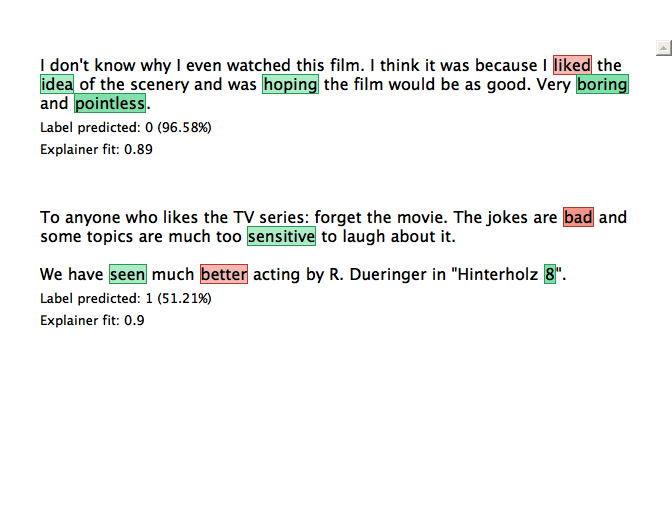 I don't know why I even watched this film. I think it was because I liked the
idea of the scenery and was hoping the film would be as good. Very boring
and pointless.
Label predicted: 0 (96.58%)
Explainer fit: 0.89
To anyone who likes the TV series: forget the movie. The jokes are bad and
some topics are much too sensitive to laugh about it.
We have seen much better acting by R. Dueringer in "Hinterholz 8".
Label predicted: 1 (51.21%)
Explainer fit: 0.9